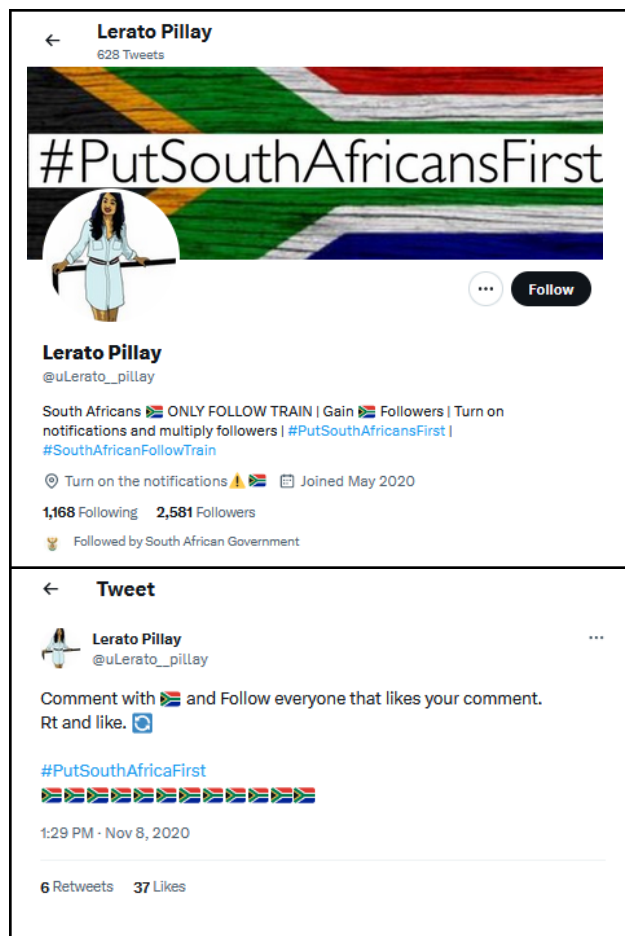 Lerato Pillay
628 Tweets
#PutSouthAfricansFirst
Follow
Lerato Pillay
@uLerato__pillay
South Africans 🇿🇦 ONLY FOLLOW TRAIN | Gain 🇿🇦 Followers | Turn on
notifications and multiply followers | #PutSouthAfricansFirst |
#SouthAfricanFollowTrain
Turn on the notifications⚠️🇿🇦 Joined May 2020
1,168 Following 2,581 Followers
Followed by South African Government
Tweet
Lerato Pillay
@uLerato__pillay
Comment with 🇿🇦 and Follow everyone that likes your comment.
Rt and like. 🔄
#PutSouthAfricaFirst
🇿🇦🇿🇦🇿🇦🇿🇦🇿🇦🇿🇦🇿🇦🇿🇦🇿🇦🇿🇦🇿🇦🇿🇦
1:29 PM · Nov 8, 2020
6 Retweets 37 Likes